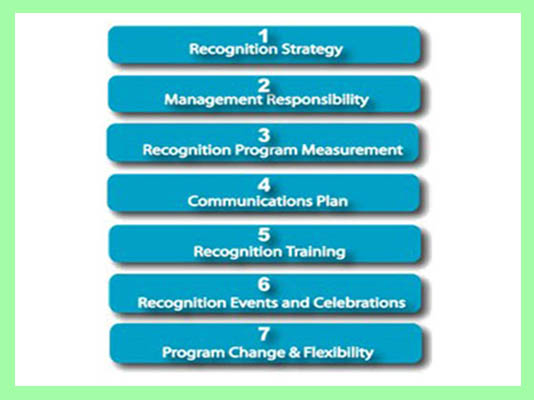 1
Recognition Strategy
2
Management Responsibility
3
Recognition Program Measurement
4
Communications Plan
5
Recognition Training
6
Recognition Events and Celebrations
7
Program Change & Flexibility